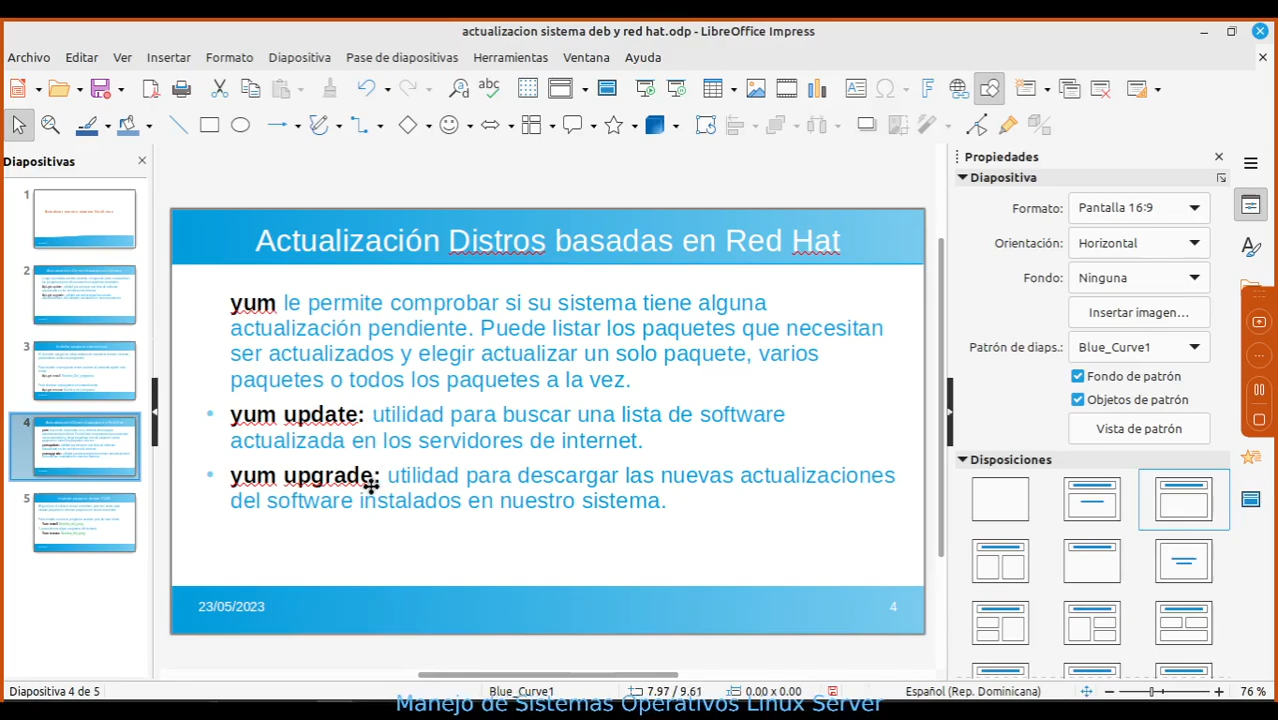 actualizacion sistema deb y red hat.odp - LibreOffice Impress
Archivo Editar Ver Insertar Formato Diapositiva Pase de diapositivas Herramientas Ventana Ayuda
Diapositivas
1
2
3
4
5
Actualización Distros basadas en Red Hat
yum le permite comprobar si su sistema tiene alguna
actualización pendiente. Puede listar los paquetes que necesitan
ser actualizados y elegir actualizar un solo paquete, varios
paquetes o todos los paquetes a la vez.
• yum update: utilidad para buscar una lista de software
actualizada en los servidores de internet.
• yum upgrade: utilidad para descargar las nuevas actualizaciones
del software instalados en nuestro sistema.
23/05/2023 4
Propiedades
Diapositiva
Formato: Pantalla 16:9
Orientación: Horizontal
Fondo: Ninguna
Insertar imagen...
Patrón de diaps.: Blue_Curve1
Fondo de patrón
Objetos de patrón
Vista de patrón
Disposiciones
Diapositiva 4 de 5 Blue_Curve1 7.97 / 9.61 0.00 x 0.00 Español (Rep. Dominicana) 76 %
Manejo de Sistemas Operativos Linux Server